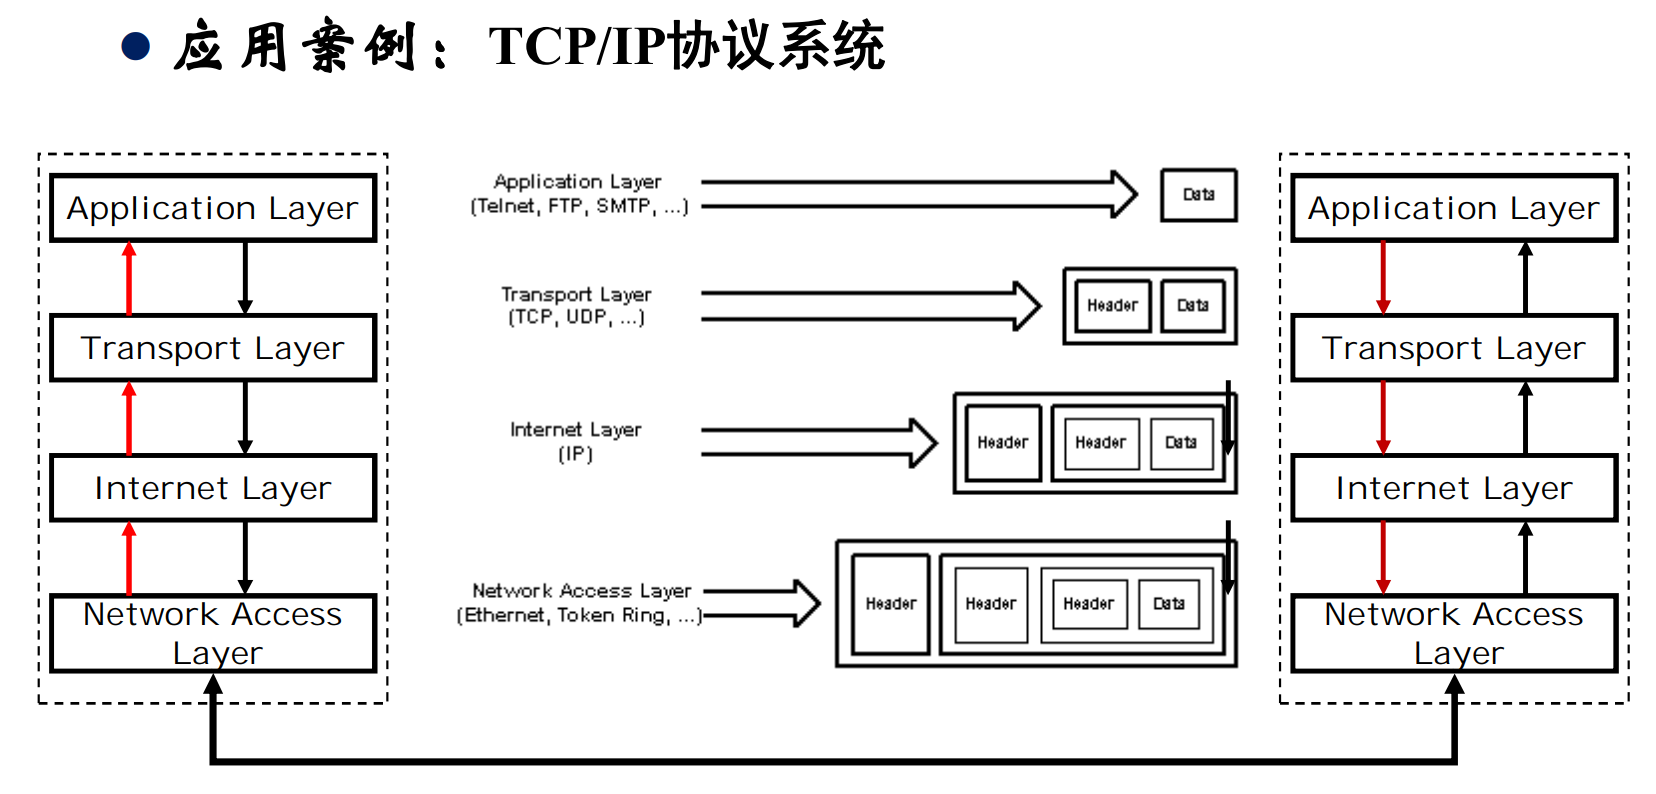 应用案例：TCP/IP协议系统
Application Layer
Transport Layer
Internet Layer
Network Access
Layer
Application Layer
(Telnet, FTP, SMTP, ...)
Data
Transport Layer
(TCP, UDP, ...)
Header
Data
Internet Layer
(IP)
Header
Header
Data
Network Access Layer
(Ethernet, Token Ring, ...)
Header
Header
Header
Data
Application Layer
Transport Layer
Internet Layer
Network Access
Layer